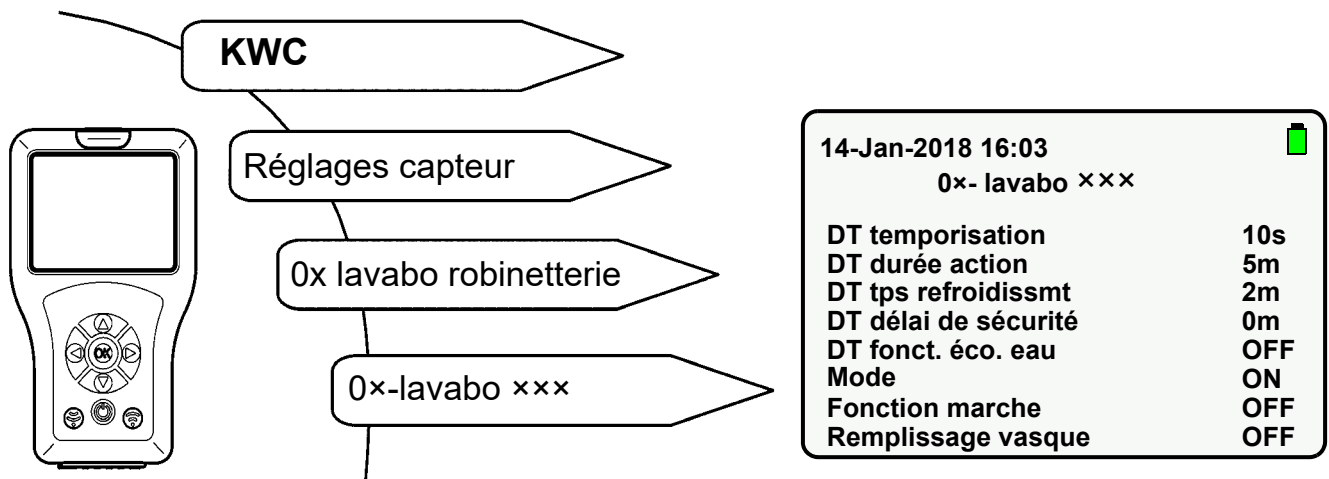 KWC
Réglages capteur
0x lavabo robinetterie
0×-lavabo ×××
OK
14-Jan-2018 16:03
0×- lavabo ×××
DT temporisation 10s
DT durée action 5m
DT tps refroidissmt 2m
DT délai de sécurité 0m
DT fonct. éco. eau OFF
Mode ON
Fonction marche OFF
Remplissage vasque OFF